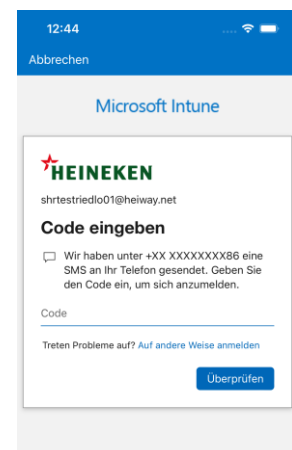 12:44
Abbrechen
Microsoft Intune
HEINEKEN
shrtestriedlo01@heiway.net
Code eingeben
Wir haben unter +XX XXXXXXXX86 eine
SMS an Ihr Telefon gesendet. Geben Sie
den Code ein, um sich anzumelden.
Code
Treten Probleme auf? Auf andere Weise anmelden
Überprüfen